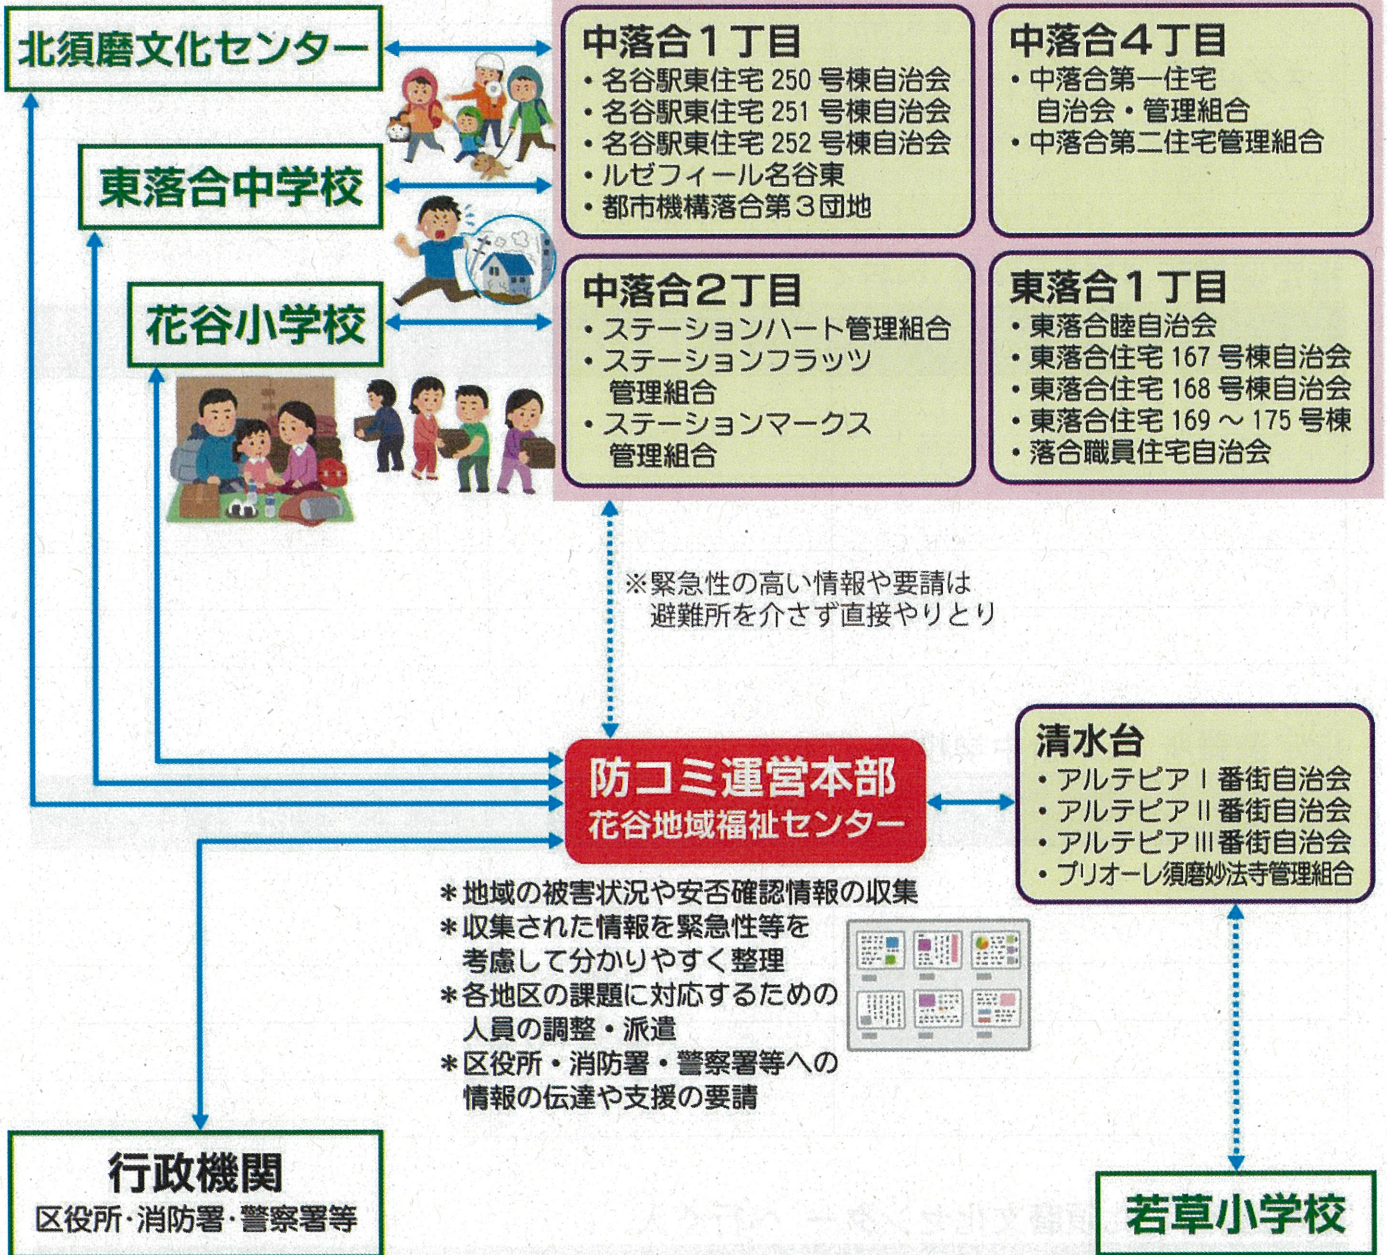 北須磨文化センター
東落合中学校
花谷小学校
中落合1丁目
・名谷駅東住宅250号棟自治会
・名谷駅東住宅251号棟自治会
・名谷駅東住宅252号棟自治会
・ルゼフィール名谷東
・都市機構落合第3団地
中落合4丁目
・中落合第一住宅
自治会・管理組合
・中落合第二住宅管理組合
中落合2丁目
・ステーションハート管理組合
・ステーションフラッツ
管理組合
・ステーションマークス
管理組合
東落合1丁目
・東落合睦自治会
・東落合住宅167号棟自治会
・東落合住宅168号棟自治会
・東落合住宅169～175号棟
・落合職員住宅自治会
※緊急性の高い情報や要請は
避難所を介さず直接やりとり
防コミ運営本部
花谷地域福祉センター
清水台
・アルテピアⅠ番街自治会
・アルテピアⅡ番街自治会
・アルテピアⅢ番街自治会
・プリオーレ須磨妙法寺管理組合
＊地域の被害状況や安否確認情報の収集
＊収集された情報を緊急性等を
考慮して分かりやすく整理
＊各地区の課題に対応するための
人員の調整・派遣
＊区役所・消防署・警察署等への
情報の伝達や支援の要請
行政機関
区役所・消防署・警察署等
若草小学校